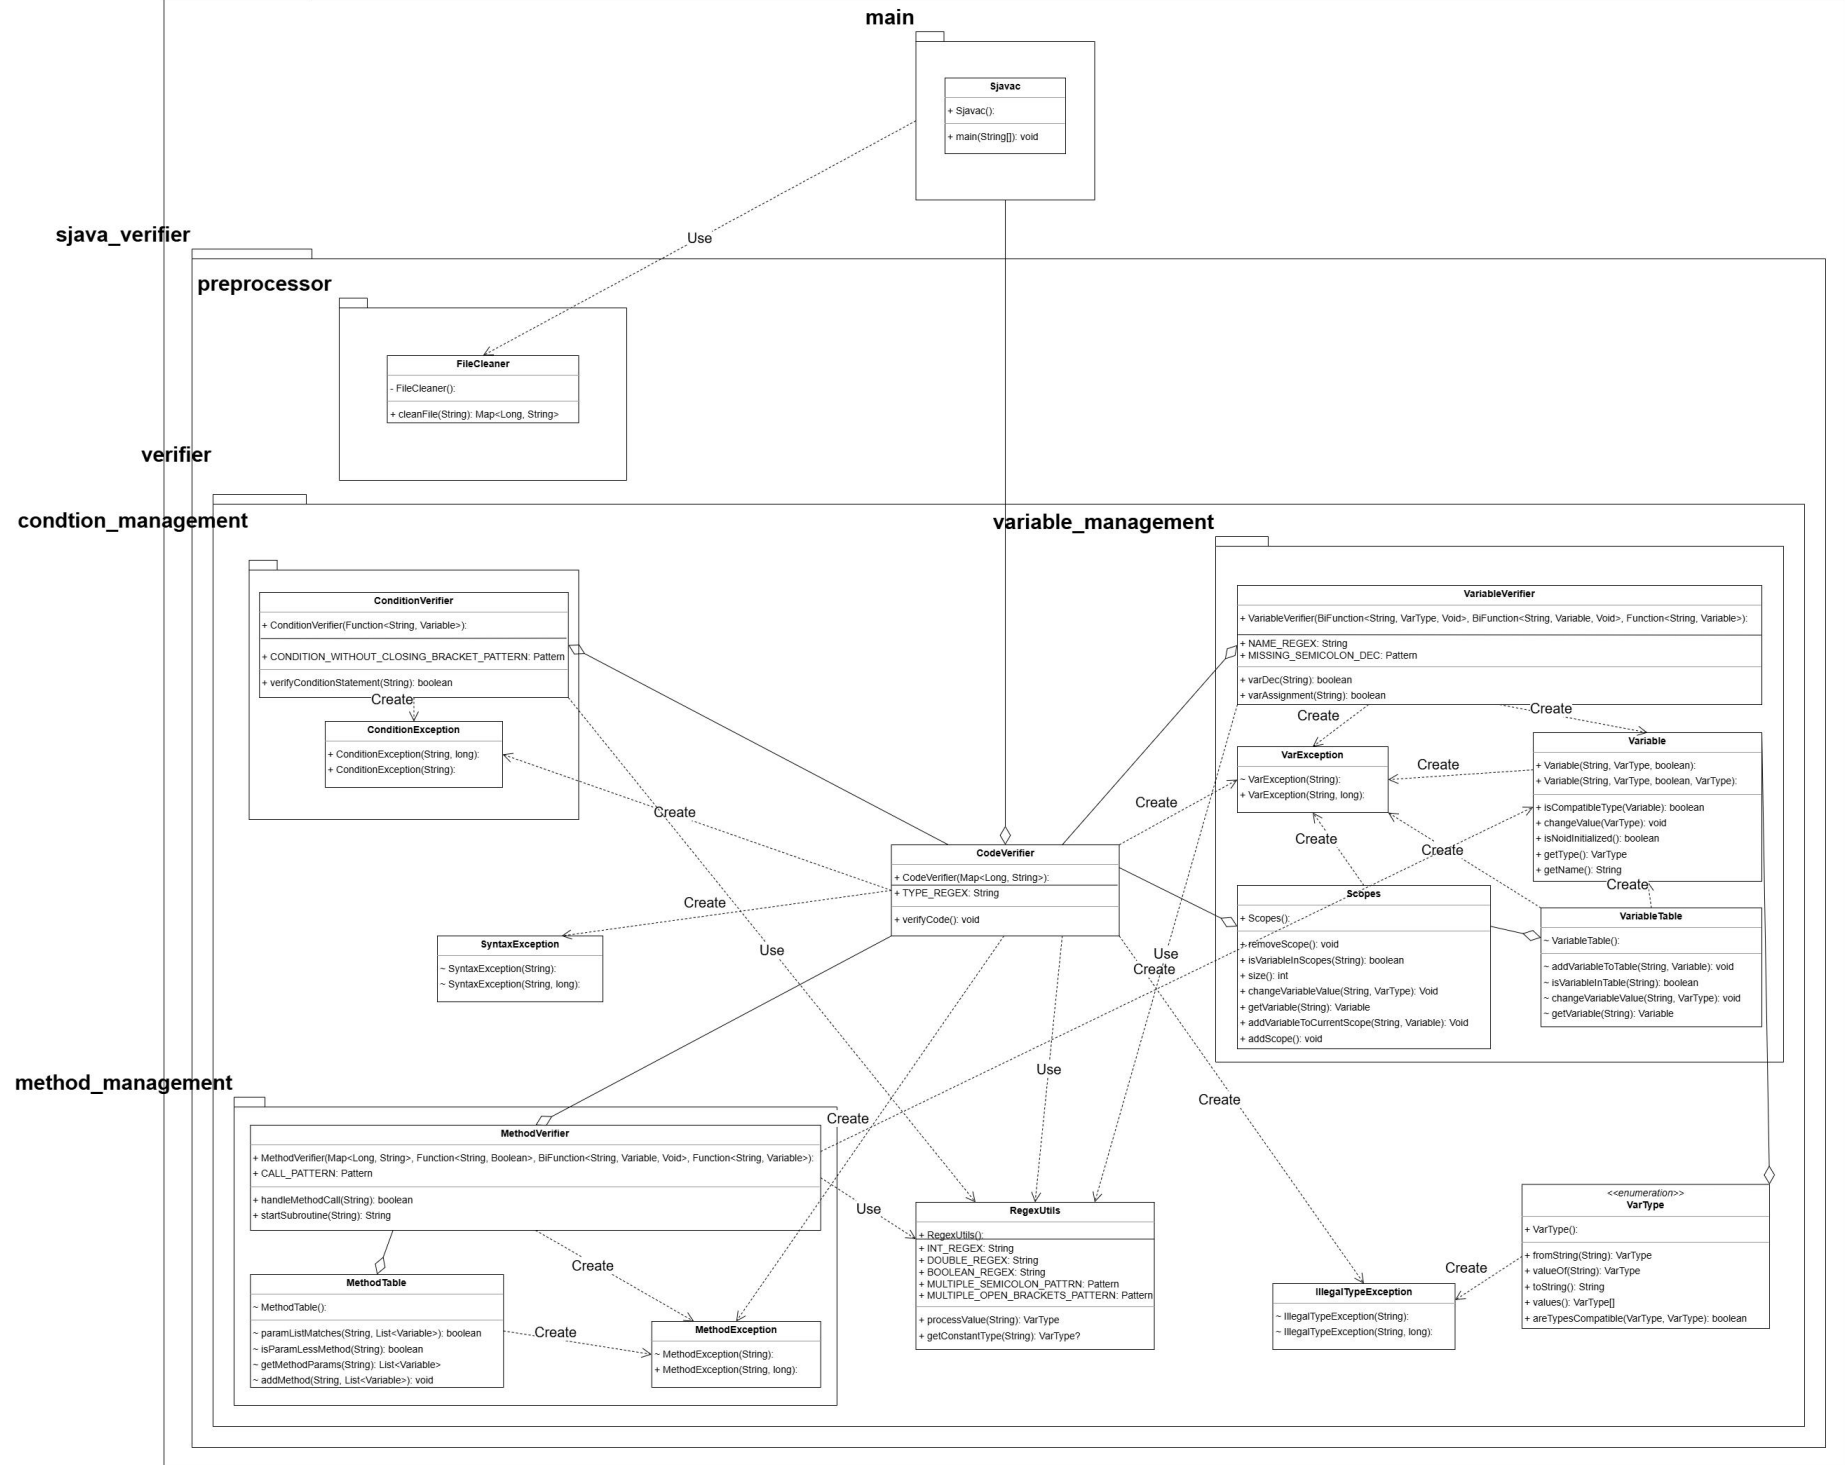 main
Sjavac
+ Sjavac():
+ main(String[]): void
Use
sjava_verifier
preprocessor
FileCleaner
- FileCleaner():
+ cleanFile(String): Map<Long, String>
verifier
condtion_management
ConditionVerifier
+ ConditionVerifier(Function<String, Variable>):
+ CONDITION_WITHOUT_CLOSING_BRACKET_PATTERN: Pattern
+ verifyConditionStatement(String): boolean
Create
ConditionException
+ ConditionException(String, long):
+ ConditionException(String):
Create
variable_management
VariableVerifier
+ VariableVerifier(BiFunction<String, VarType, Void>, BiFunction<String, Variable, Void>, Function<String, Variable>):
+ NAME_REGEX: String
+ MISSING_SEMICOLON_DEC: Pattern
+ varDec(String): boolean
+ varAssignment(String): boolean
Create
Create
VarException
~ VarException(String):
+ VarException(String, long):
Create
Variable
+ Variable(String, VarType, boolean):
+ Variable(String, VarType, boolean, VarType):
+ isCompatibleType(Variable): boolean
+ changeValue(VarType): void
+ isNoidInitialized(): boolean
+ getType(): VarType
+ getName(): String
Create
Create
Create
Create
Scopes
+ Scopes():
+ removeScope(): void
+ isVariableInScopes(String): boolean
+ size(): int
+ changeVariableValue(String, VarType): Void
+ getVariable(String): Variable
+ addVariableToCurrentScope(String, Variable): Void
+ addScope(): void
VariableTable
~ VariableTable():
~ addVariableToTable(String, Variable): void
~ isVariableInTable(String): boolean
~ changeVariableValue(String, VarType): void
~ getVariable(String): Variable
CodeVerifier
+ CodeVerifier(Map<Long, String>):
+ TYPE_REGEX: String
+ verifyCode(): void
Create
SyntaxException
~ SyntaxException(String):
~ SyntaxException(String, long):
Use
Use
Create
Use
Create
Create
method_management
MethodVerifier
+ MethodVerifier(Map<Long, String>, Function<String, Boolean>, BiFunction<String, Variable, Void>, Function<String, Variable>):
+ CALL_PATTERN: Pattern
+ handleMethodCall(String): boolean
+ startSubroutine(String): String
Use
Create
MethodTable
~ MethodTable():
~ paramListMatches(String, List<Variable>): boolean
~ isParamLessMethod(String): boolean
~ getMethodParams(String): List<Variable>
~ addMethod(String, List<Variable>): void
Create
MethodException
~ MethodException(String):
+ MethodException(String, long):
RegexUtils
+ RegexUtils():
+ INT_REGEX: String
+ DOUBLE_REGEX: String
+ BOOLEAN_REGEX: String
+ MULTIPLE_SEMICOLON_PATTRN: Pattern
+ MULTIPLE_OPEN_BRACKETS_PATTERN: Pattern
+ processValue(String): VarType
+ getConstantType(String): VarType?
IllegalTypeException
~ IllegalTypeException(String):
~ IllegalTypeException(String, long):
Create
<<enumeration>>
VarType
+ VarType():
+ fromString(String): VarType
+ valueOf(String): VarType
+ toString(): String
+ values(): VarType[]
+ areTypesCompatible(VarType, VarType): boolean